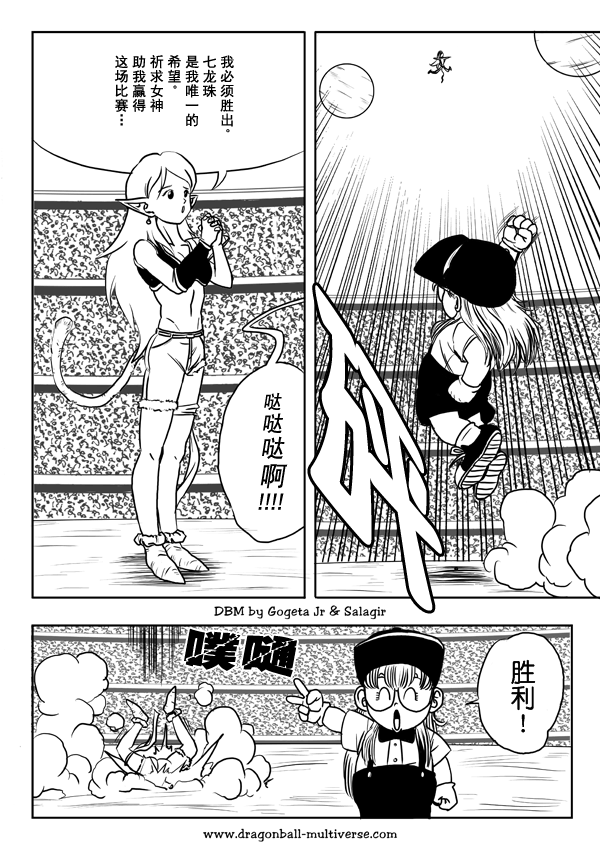 我必须胜出。
七龙珠
是我唯一的
希望。
祈求女神
助我赢得
这场比赛…
哒哒哒啊!!!!
DBM by Gogeta Jr & Salagir
噗嗵
胜利！
www.dragonball-multiverse.com